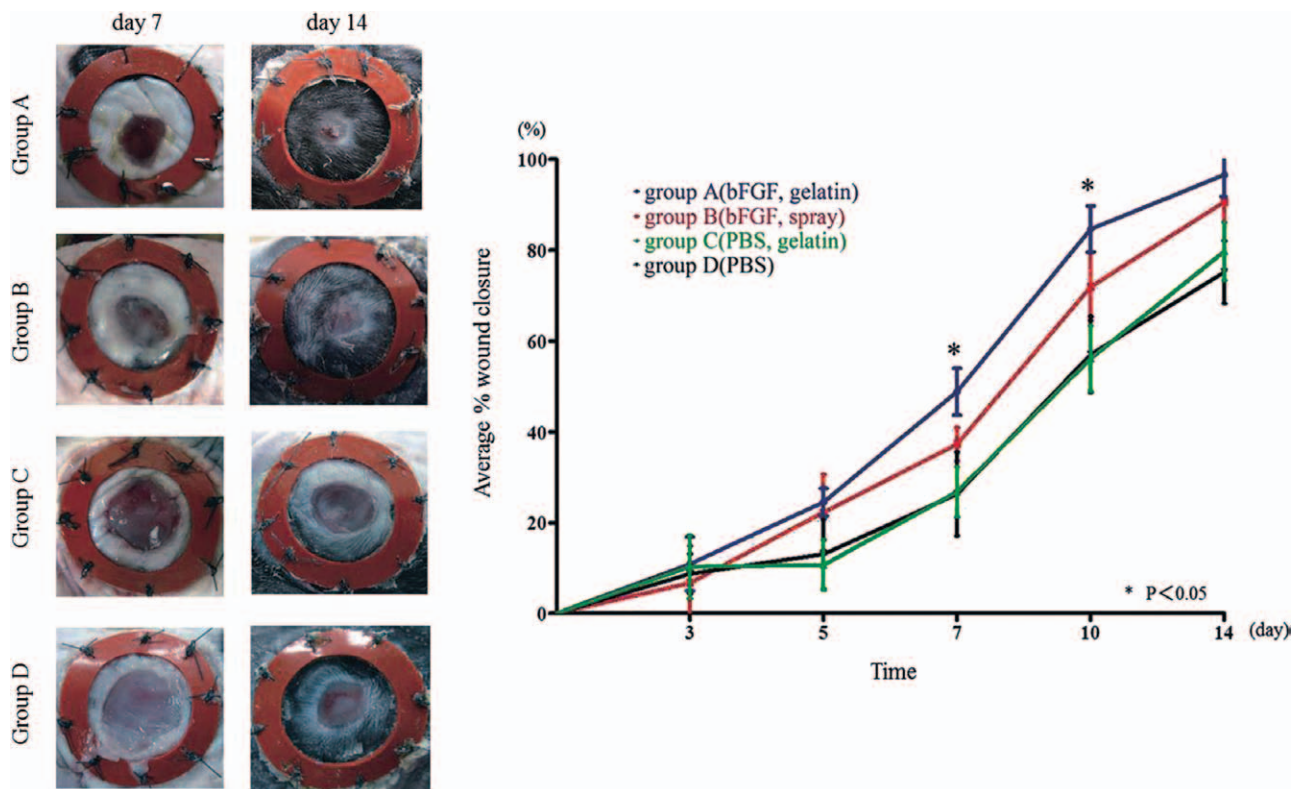 day 7
day 14
Group A
Group B
Group C
Group D
(%)
100
80
60
40
20
0
Average % wound closure
group A(bFGF, gelatin)
group B(bFGF, spray)
group C(PBS, gelatin)
group D(PBS)
*
*
* P<0.05
3 5 7 10 14 (day)
Time